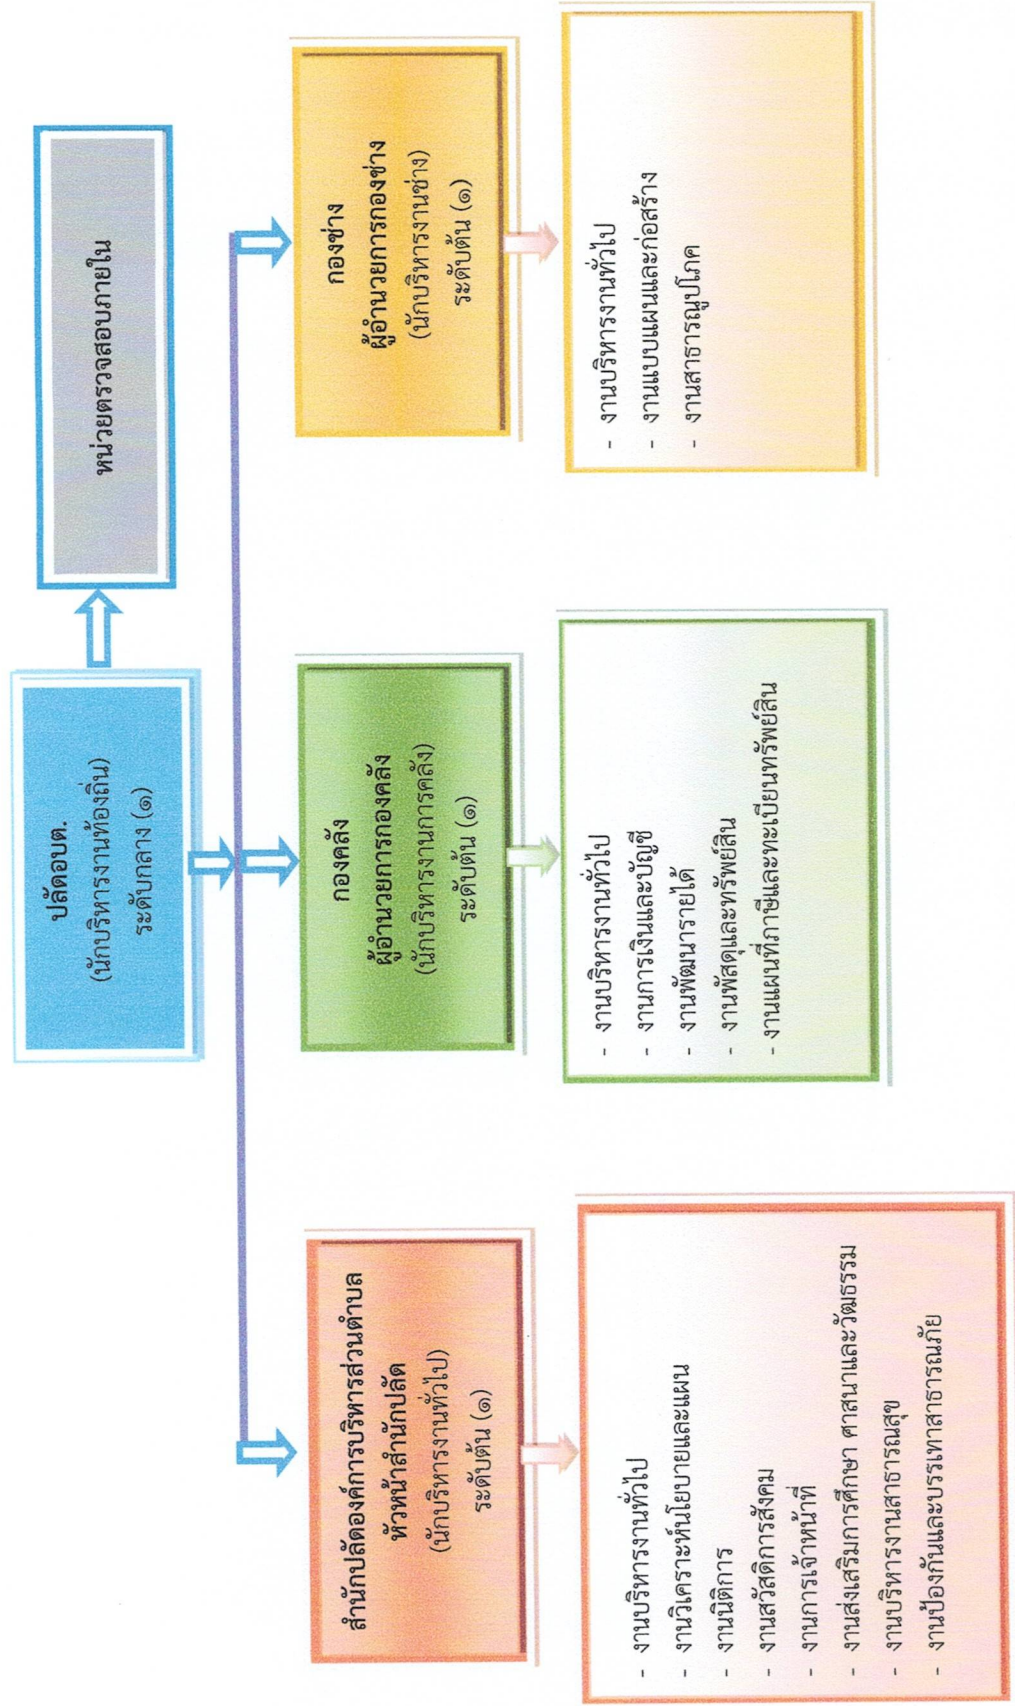 ปลัดอบต.
(นักบริหารงานท้องถิ่น)
ระดับกลาง (๑)
หน่วยตรวจสอบภายใน
สำนักปลัดองค์การบริหารส่วนตำบล
หัวหน้าสำนักปลัด
(นักบริหารงานทั่วไป)
ระดับต้น (๑)
- งานบริหารงานทั่วไป
- งานวิเคราะห์นโยบายและแผน
- งานนิติการ
- งานสวัสดิการสังคม
- งานการเจ้าหน้าที่
- งานส่งเสริมการศึกษา ศาสนาและวัฒธรรม
- งานบริหารงานสาธารณสุข
- งานป้องกันและบรรเทาสาธารณภัย
กองคลัง
ผู้อำนวยการกองคลัง
(นักบริหารงานการคลัง)
ระดับต้น (๑)
- งานบริหารงานทั่วไป
- งานการเงินและบัญชี
- งานพัฒนารายได้
- งานพัสดุและทรัพย์สิน
- งานแผนที่ภาษีและทะเบียนทรัพย์สิน
กองช่าง
ผู้อำนวยการกองช่าง
(นักบริหารงานช่าง)
ระดับต้น (๑)
- งานบริหารงานทั่วไป
- งานแบบแผนและก่อสร้าง
- งานสาธารณูปโภค